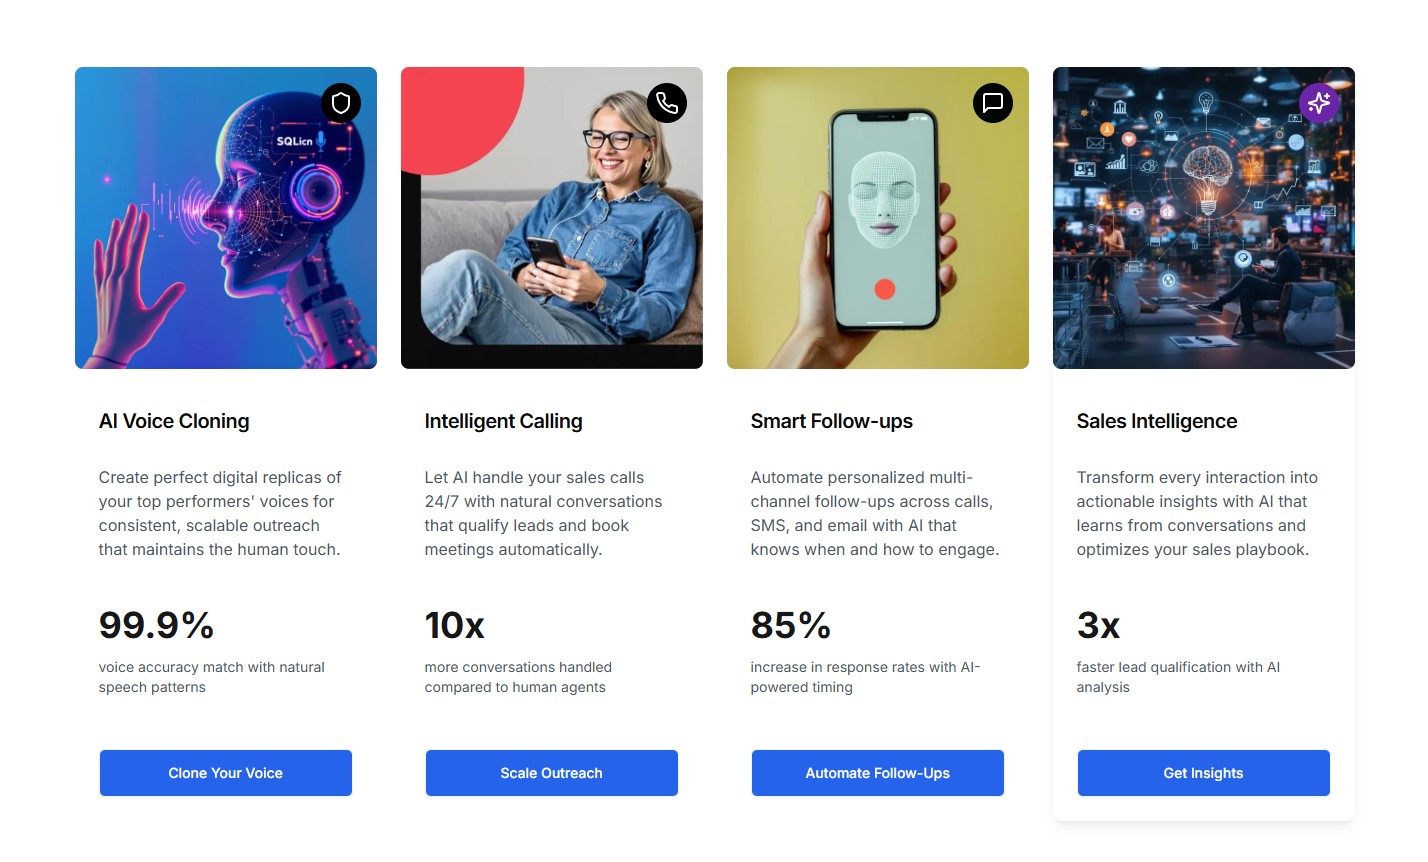 SQLicn
AI Voice Cloning
Create perfect digital replicas of
your top performers' voices for
consistent, scalable outreach
that maintains the human touch.
99.9%
voice accuracy match with natural
speech patterns
Clone Your Voice
Intelligent Calling
Let AI handle your sales calls
24/7 with natural conversations
that qualify leads and book
meetings automatically.
10x
more conversations handled
compared to human agents
Scale Outreach
Smart Follow-ups
Automate personalized multi-
channel follow-ups across calls,
SMS, and email with AI that
knows when and how to engage.
85%
increase in response rates with AI-
powered timing
Automate Follow-Ups
Sales Intelligence
Transform every interaction into
actionable insights with AI that
learns from conversations and
optimizes your sales playbook.
3x
faster lead qualification with AI
analysis
Get Insights